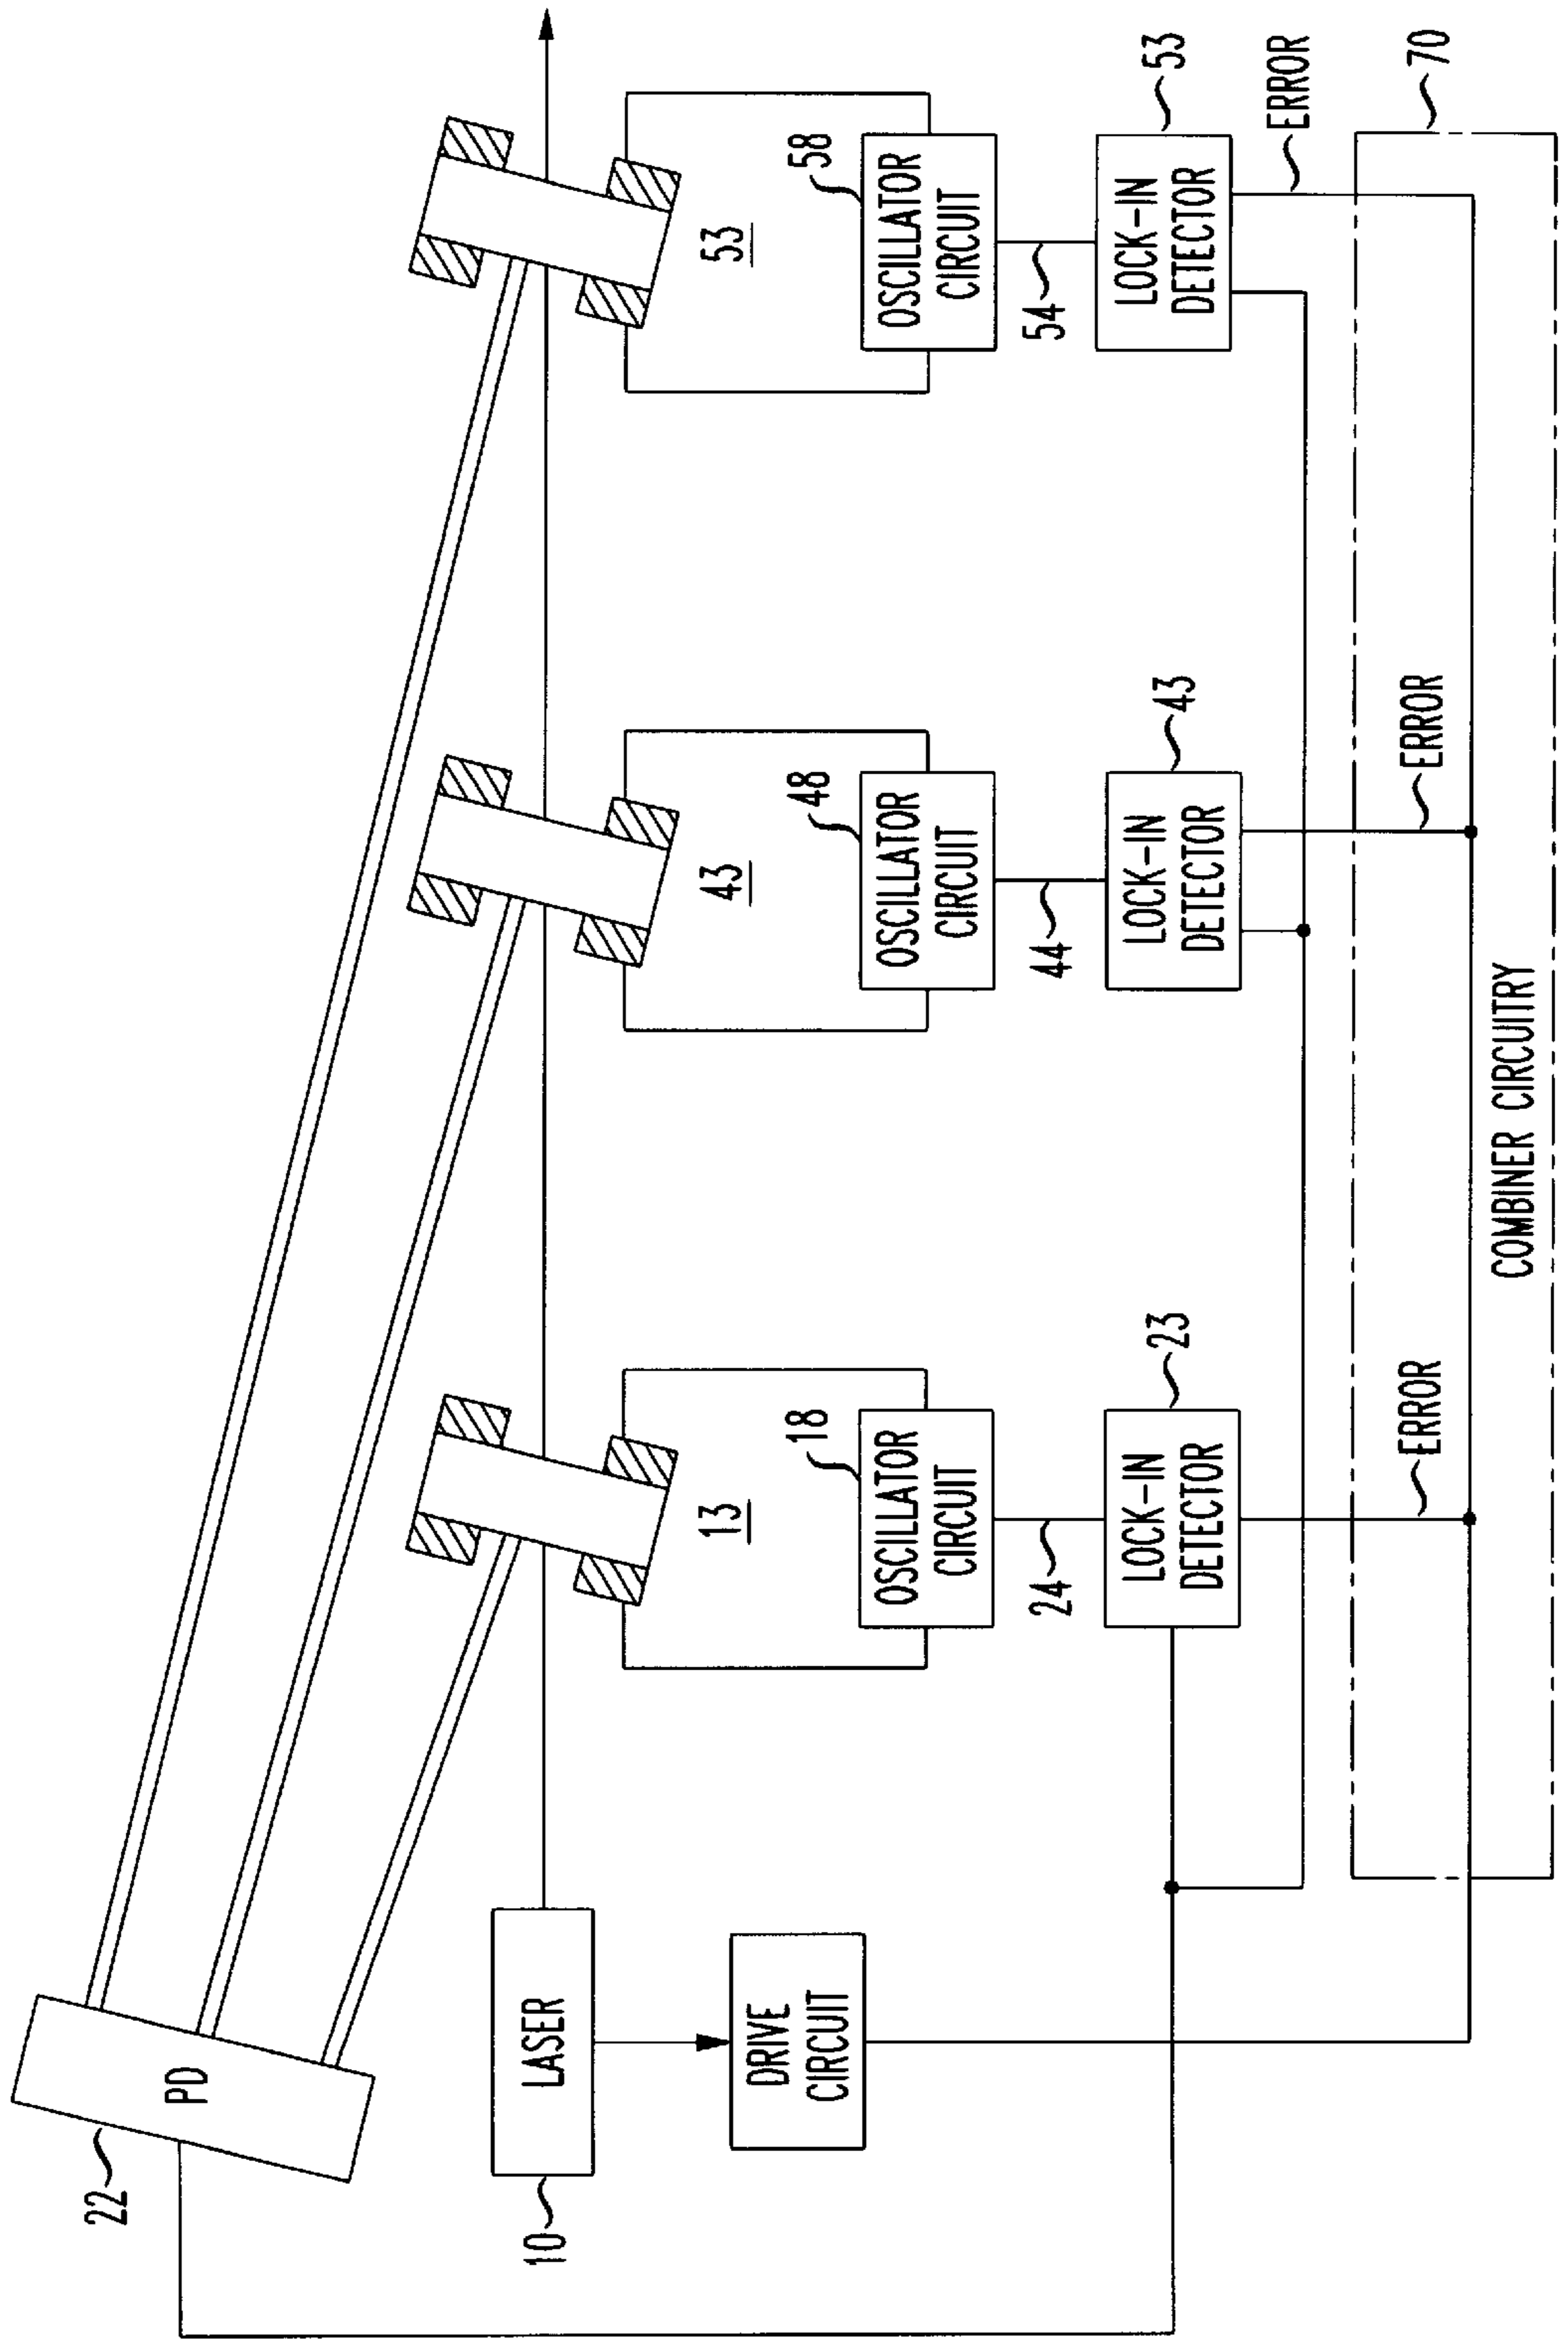 22
PD
10
LASER
DRIVE
CIRCUIT
13
18
OSCILLATOR
CIRCUIT
24
LOCK-IN
DETECTOR
23
ERROR
43
48
OSCILLATOR
CIRCUIT
44
LOCK-IN
DETECTOR
43
ERROR
53
58
OSCILLATOR
CIRCUIT
54
LOCK-IN
DETECTOR
53
ERROR
70
COMBINER CIRCUITRY